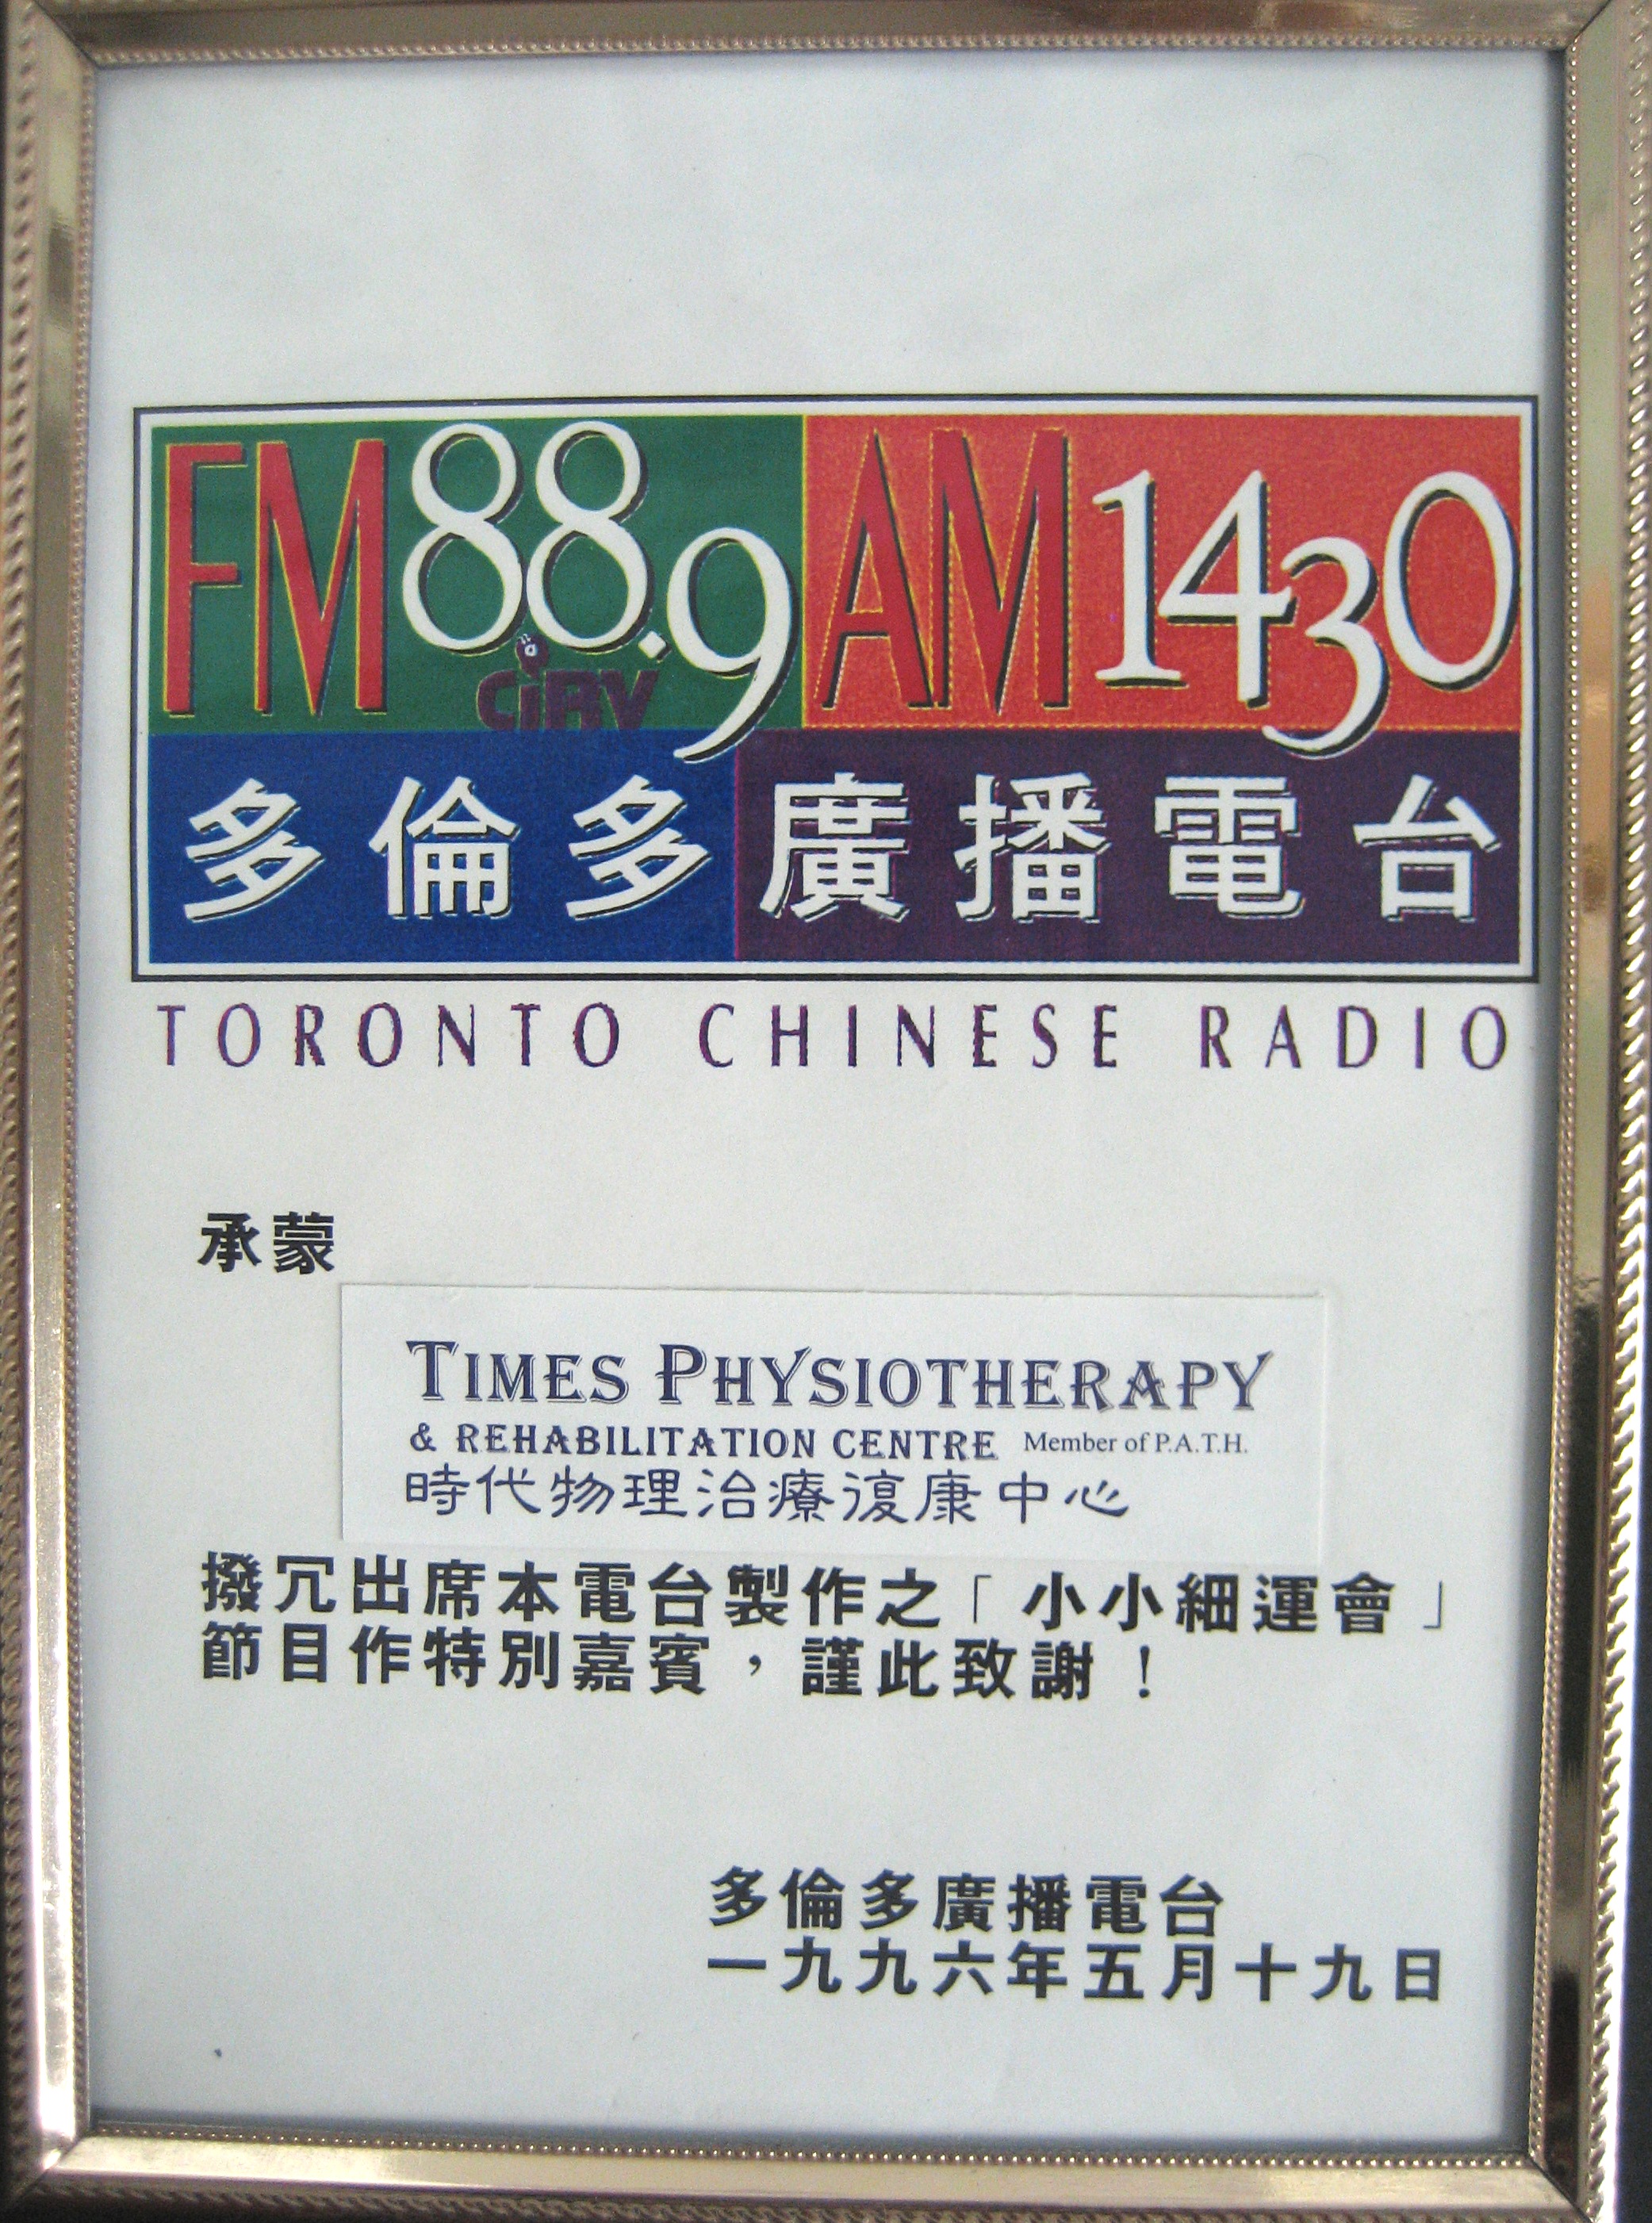 FM88.9 AM1430
CiRV
多倫多廣播電台
TORONTO CHINESE RADIO
承蒙
TIMES PHYSIOTHERAPY
& REHABILITATION CENTRE Member of P.A.T.H.
時代物理治療復康中心
撥冗出席本電台製作之「小小細運會」
節目作特別嘉賓，謹此致謝！
多倫多廣播電台
一九九六年五月十九日